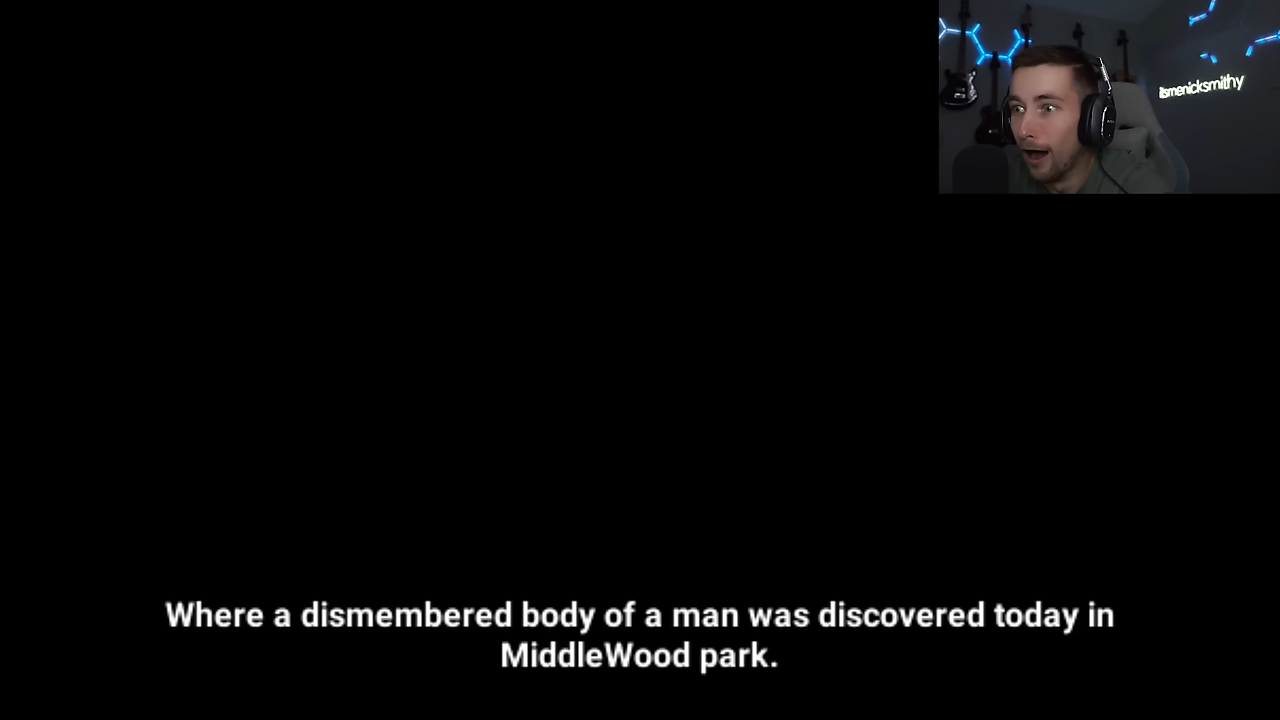 itsmenicksmithy
Where a dismembered body of a man was discovered today in
MiddleWood park.